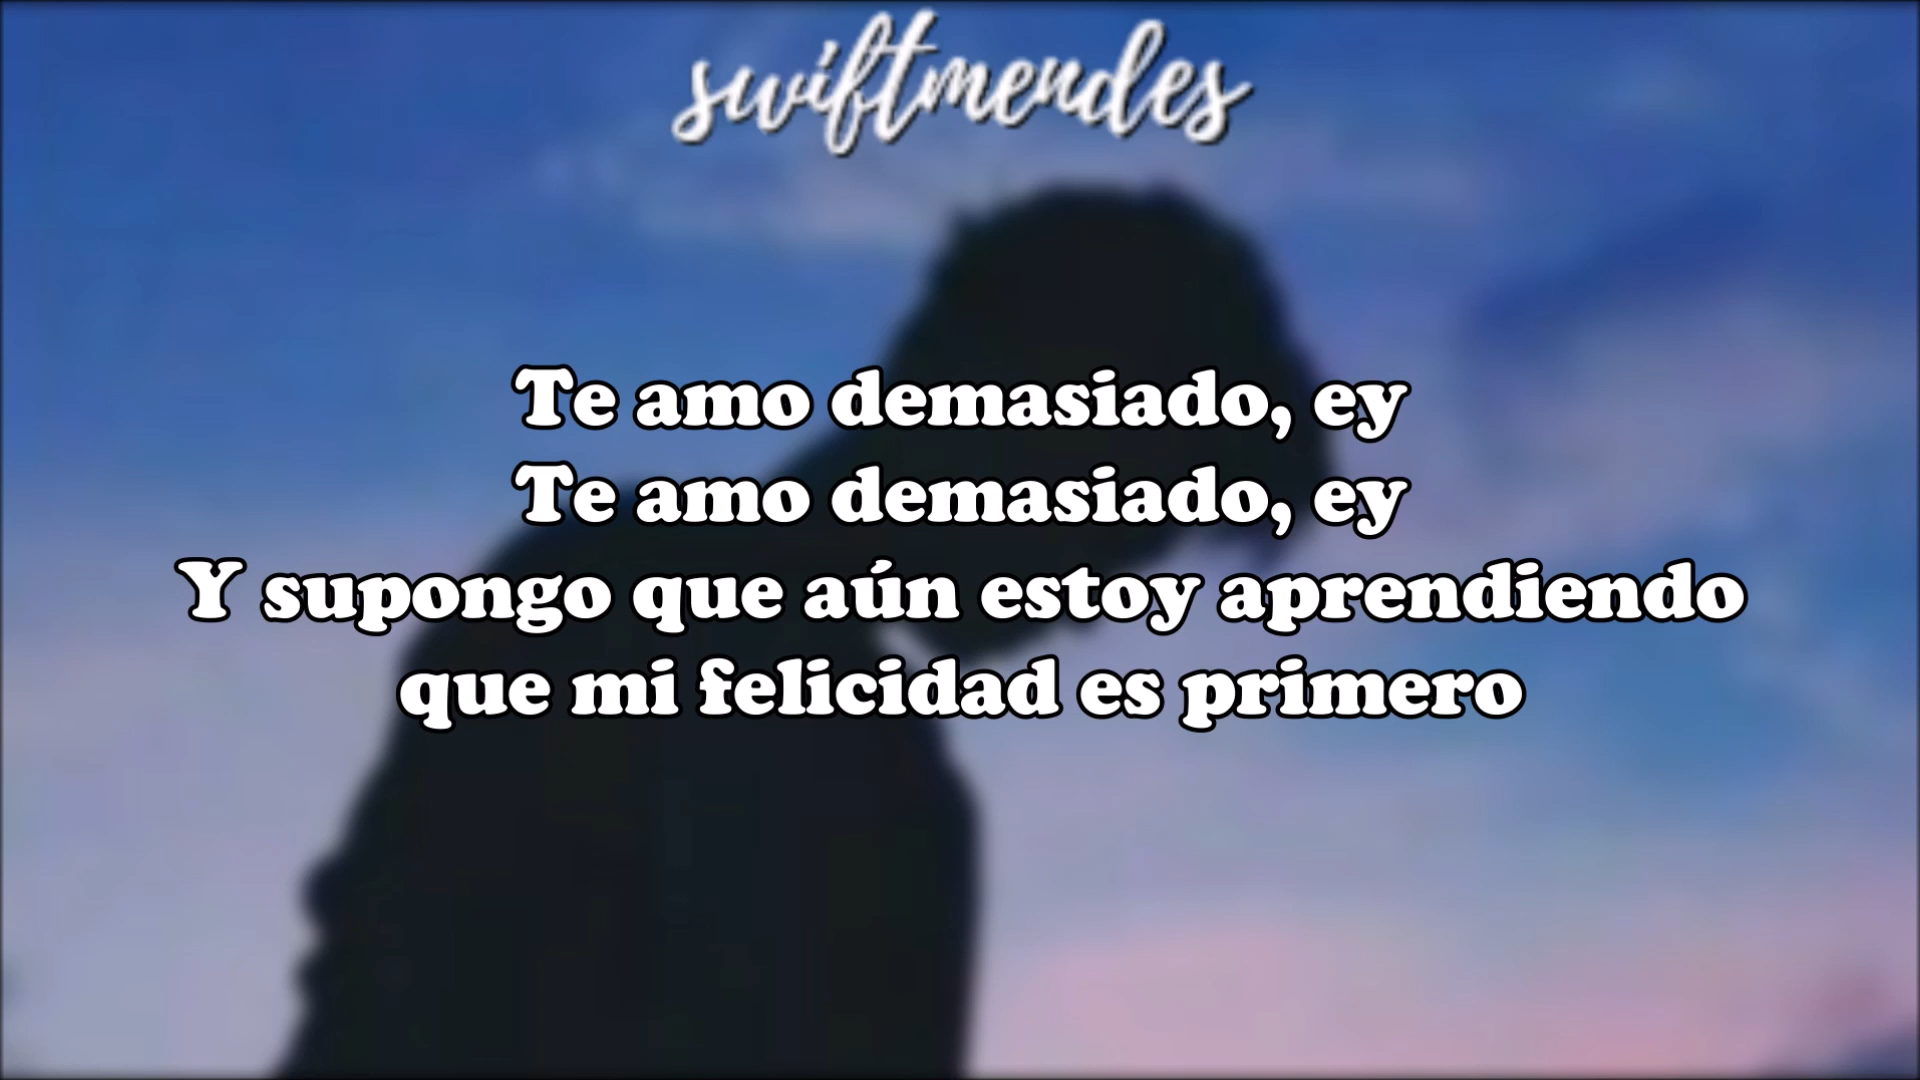 swiftmendes
Te amo demasiado, ey
Te amo demasiado, ey
Y supongo que aún estoy aprendiendo
que mi felicidad es primero